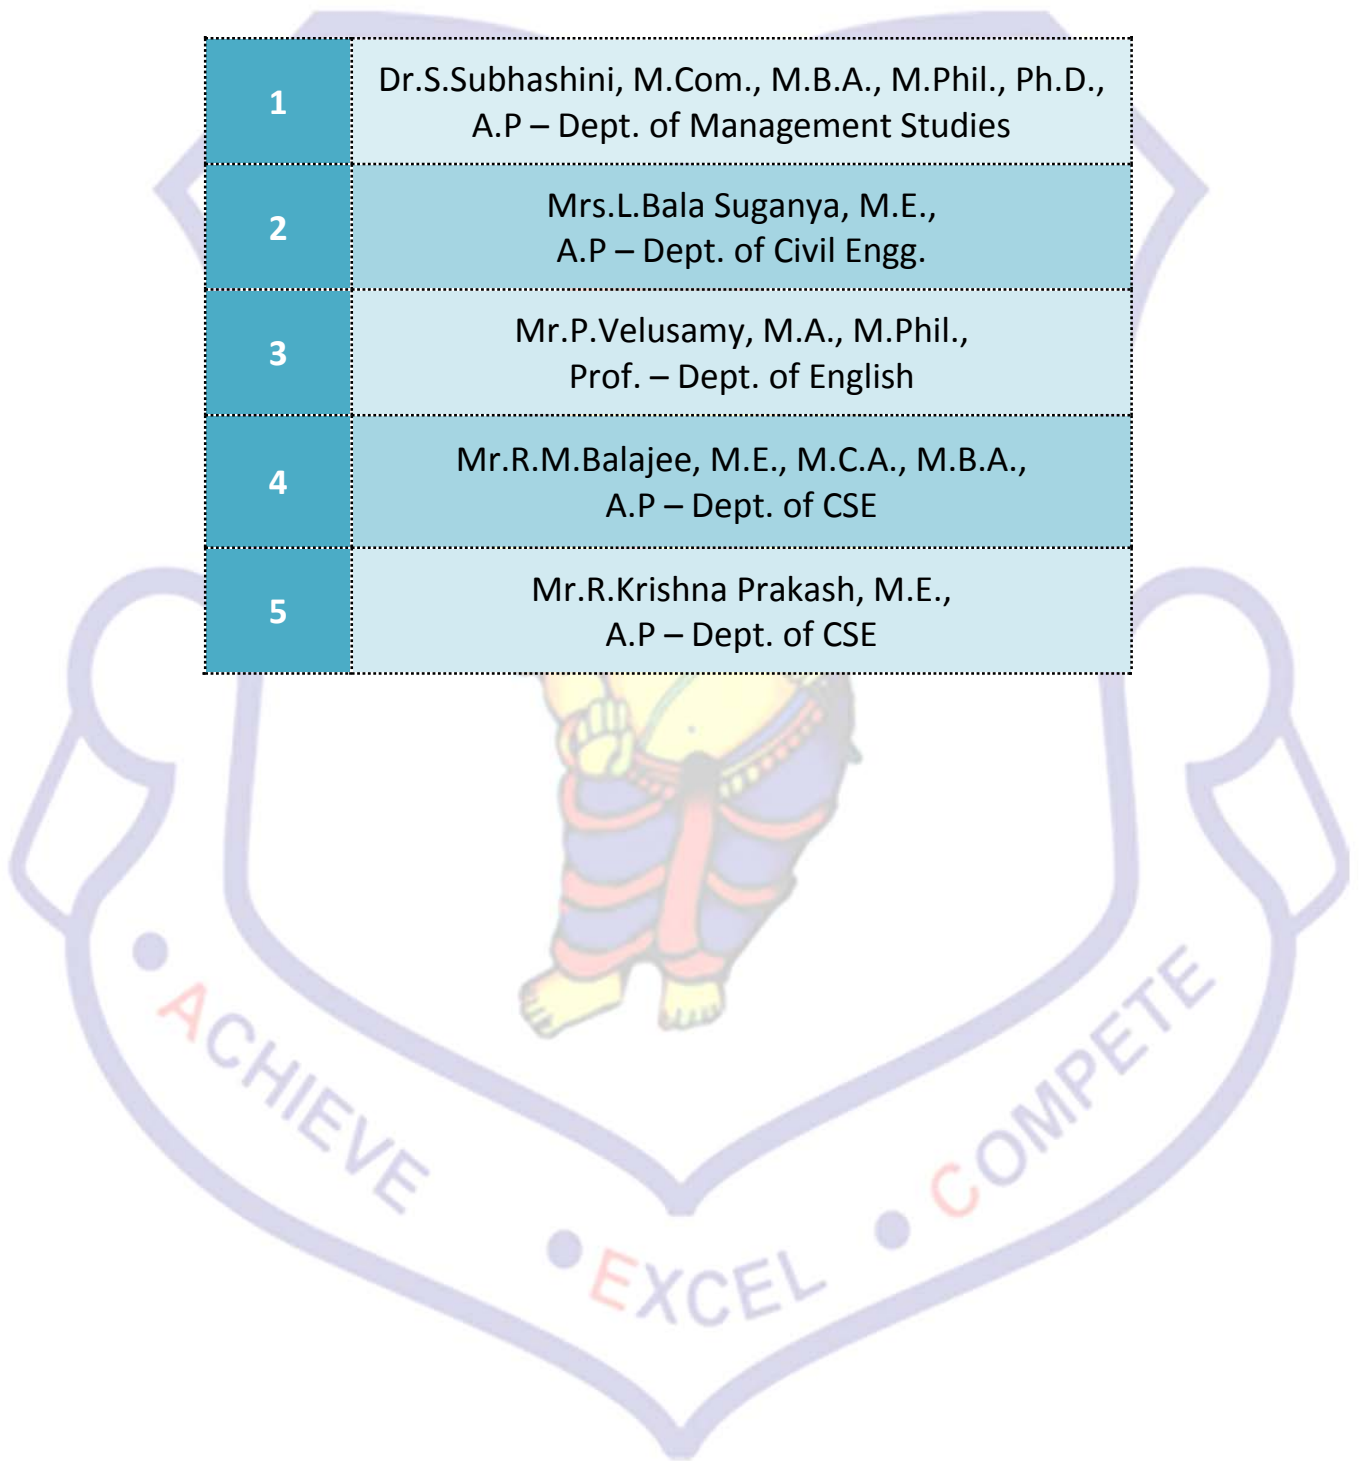 1
Dr.S.Subhashini, M.Com., M.B.A., M.Phil., Ph.D.,
A.P – Dept. of Management Studies
2
Mrs.L.Bala Suganya, M.E.,
A.P – Dept. of Civil Engg.
3
Mr.P.Velusamy, M.A., M.Phil.,
Prof. – Dept. of English
4
Mr.R.M.Balajee, M.E., M.C.A., M.B.A.,
A.P – Dept. of CSE
5
Mr.R.Krishna Prakash, M.E.,
A.P – Dept. of CSE
• ACHIEVE • EXCEL • COMPETE